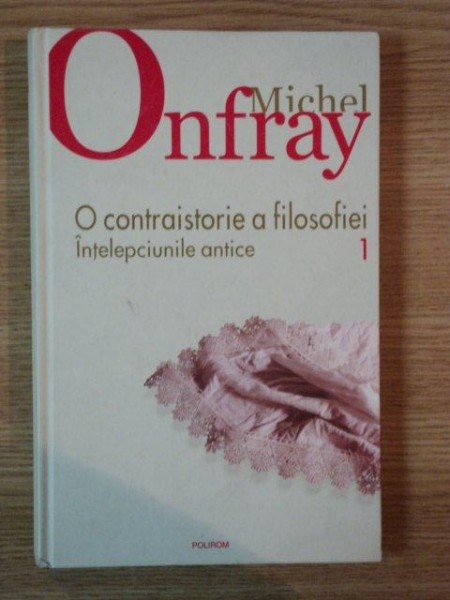 Michel
Onfray
O contraistorie a filosofiei
Înțelepciunile antice 1
POLIROM